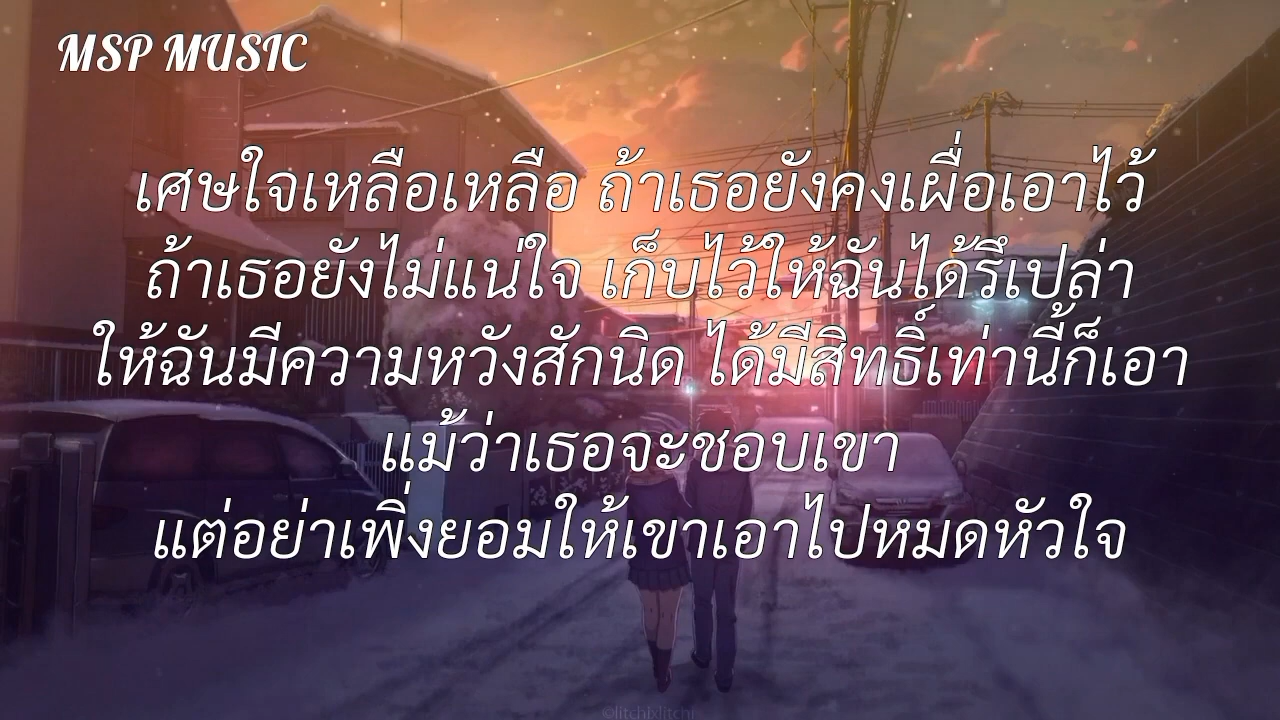 MSP MUSIC
เศษใจเหลือเหลือ ถ้าเธอยังคงเผื่อเอาไว้
ถ้าเธอยังไม่แน่ใจ เก็บไว้ให้ฉันได้รึเปล่า
ให้ฉันมีความหวังสักนิด ได้มีสิทธิ์เท่านี้ก็เอา
แม้ว่าเธอจะชอบเขา
แต่อย่าเพิ่งยอมให้เขาเอาไปหมดหัวใจ